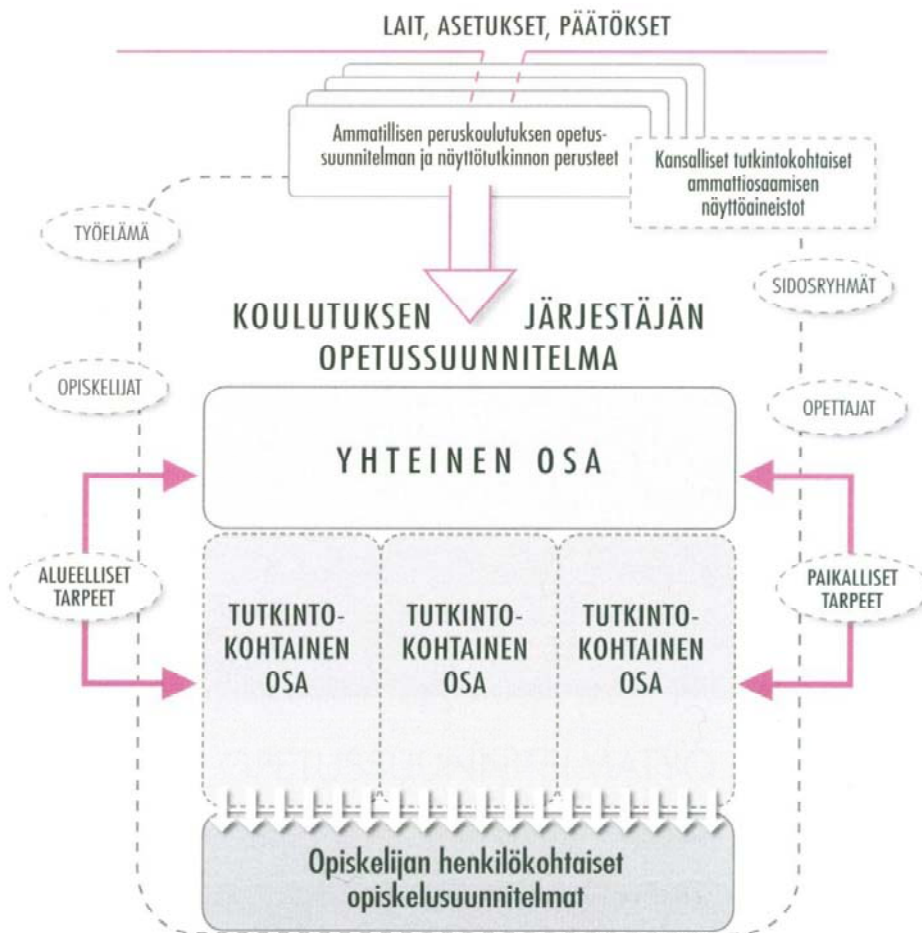 LAIT, ASETUKSET, PÄÄTÖKSET
Ammatillisen peruskoulutuksen opetus-
suunnitelman ja näyttötutkinnon perusteet
Kansalliset tutkintokohtaiset
ammattiosaamisen
näyttöaineistot
TYÖELÄMÄ
SIDOSRYHMÄT
KOULUTUKSEN JÄRJESTÄJÄN
OPETUSSUUNNITELMA
OPISKELIJAT
OPETTAJAT
YHTEINEN OSA
ALUEELLISET
TARPEET
PAIKALLISET
TARPEET
TUTKINTO-
KOHTAINEN
OSA
TUTKINTO-
KOHTAINEN
OSA
TUTKINTO-
KOHTAINEN
OSA
Opiskelijan henkilökohtaiset
opiskelusuunnitelmat